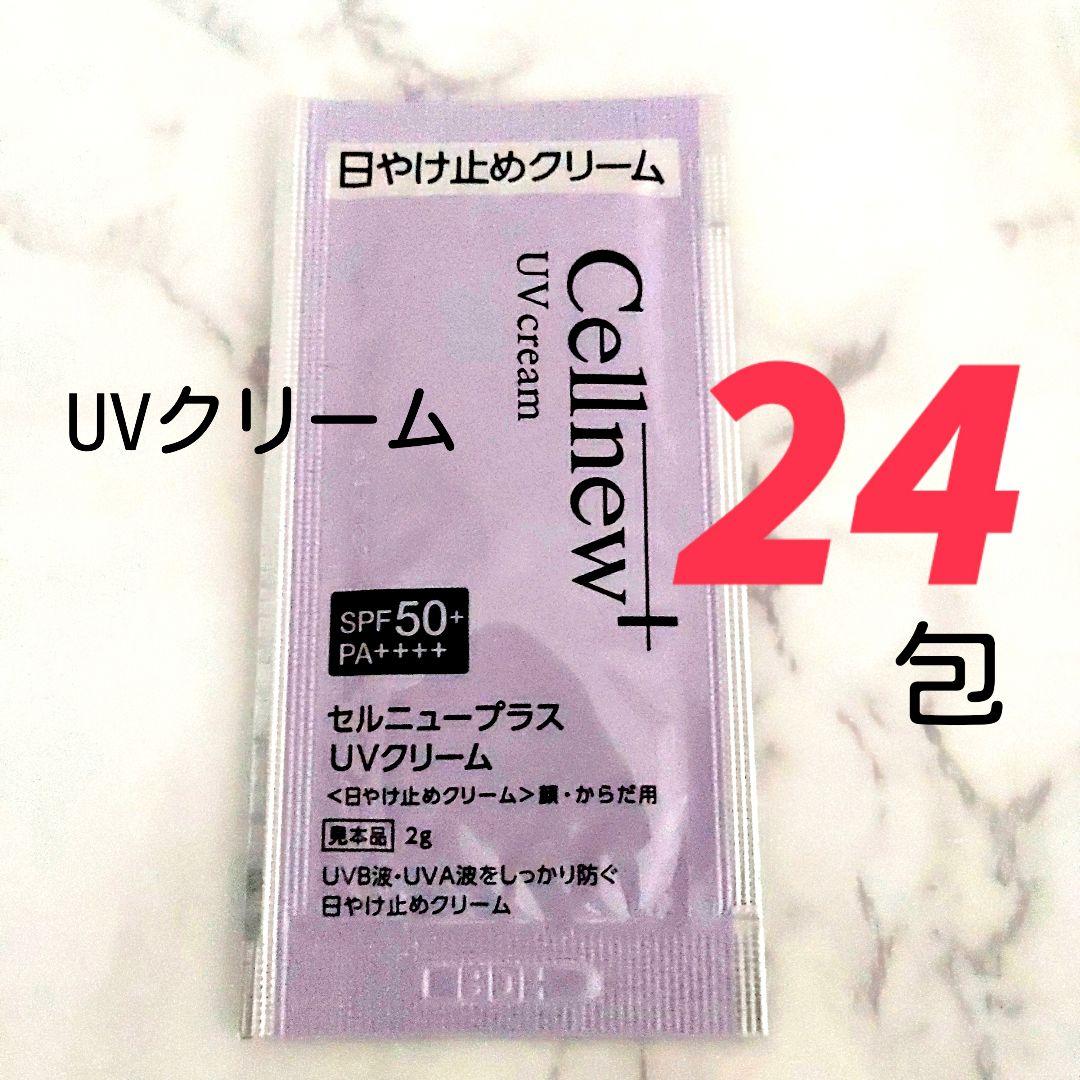 日やけ止めクリーム
Cellnew+
UV cream
UVクリーム
24
包
SPF50+
PA++++
セルニュープラス
UVクリーム
<日やけ止めクリーム>顔・からだ用
見本品 2g
UVB波・UVA波をしっかり防ぐ
日やけ止めクリーム